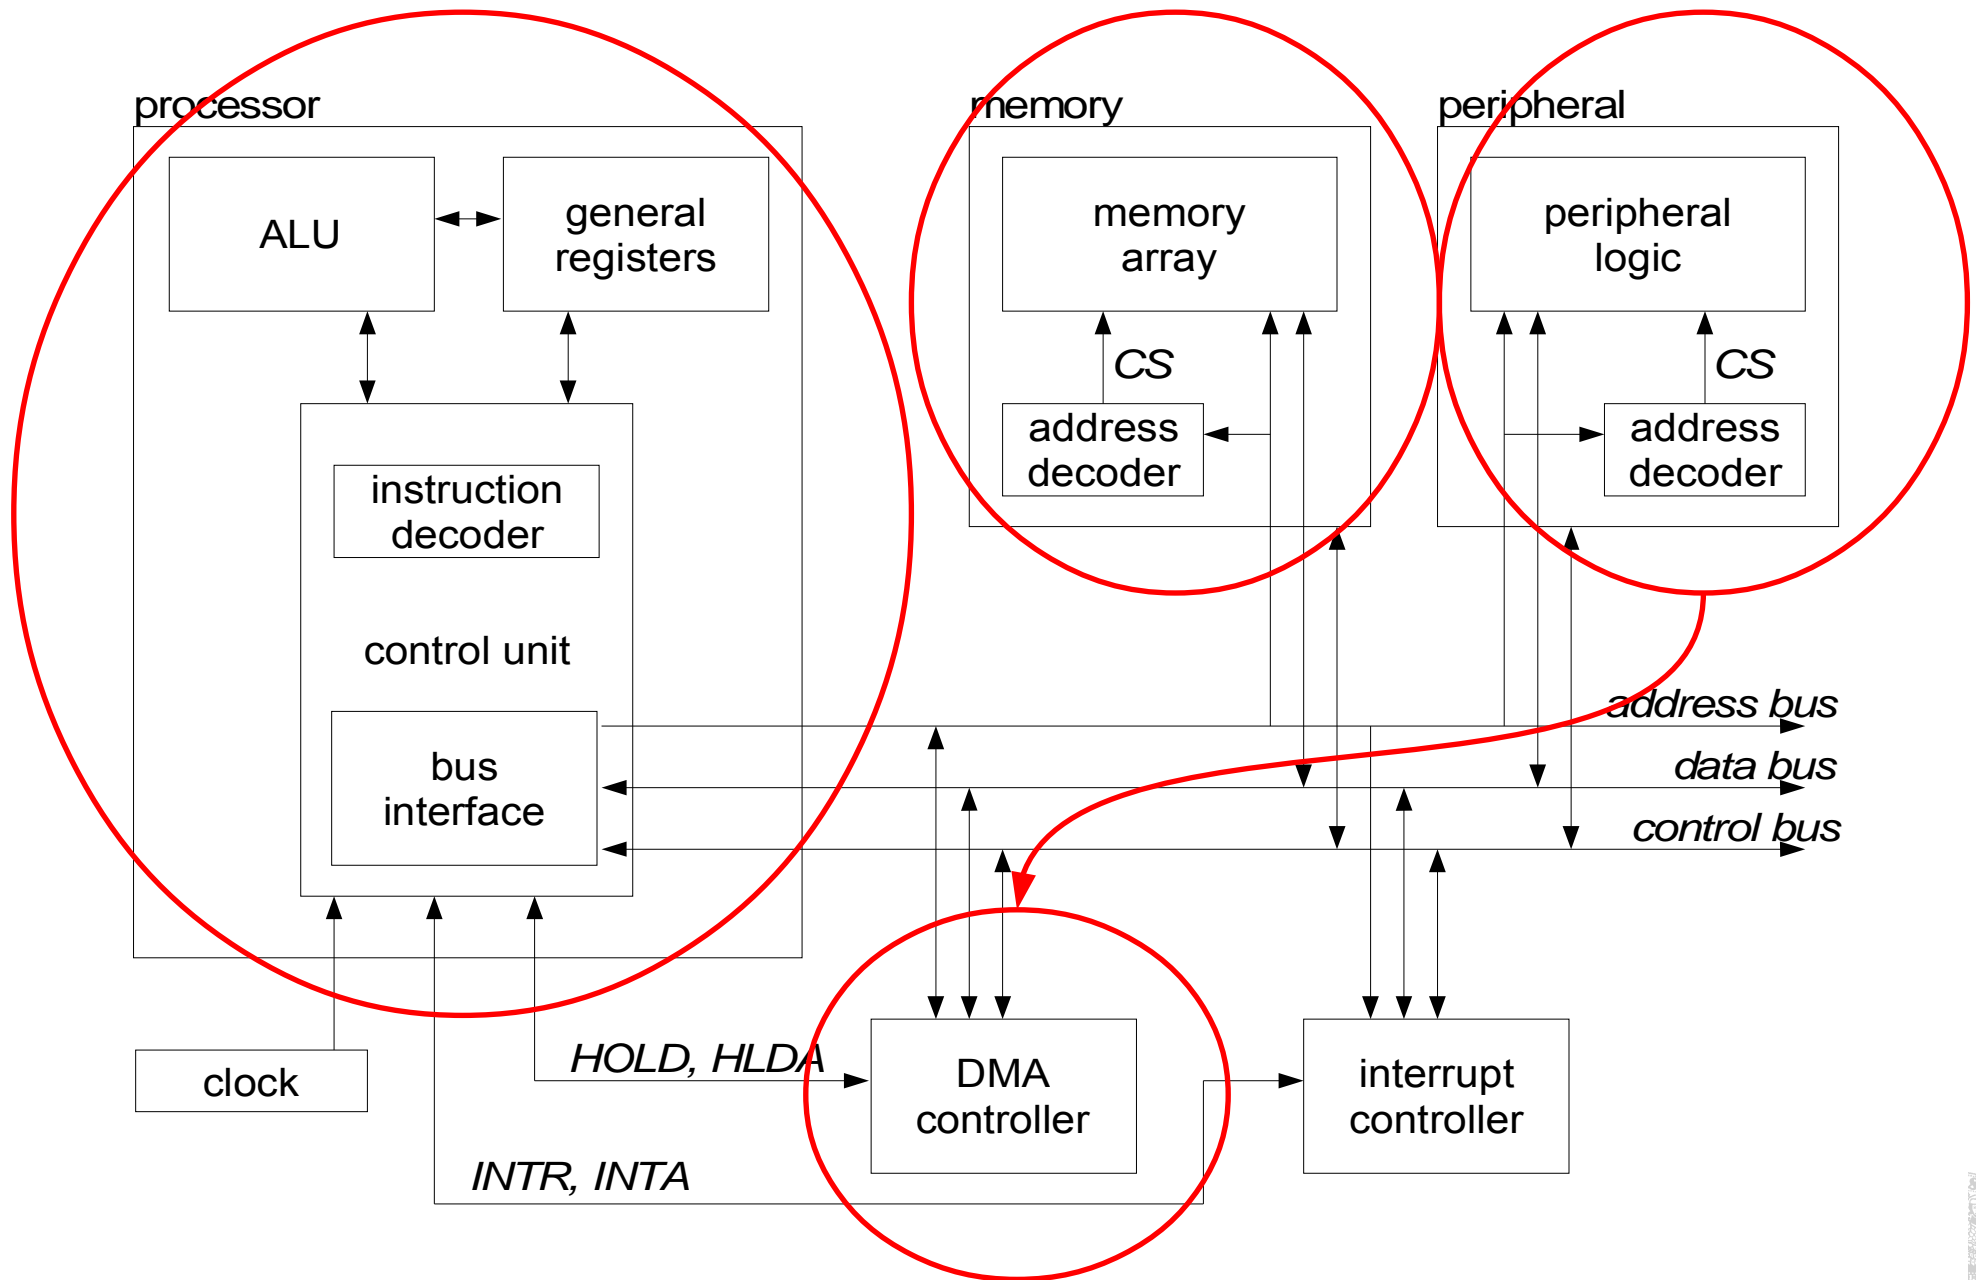 processor
memory
peripheral
ALU
general
registers
memory
array
peripheral
logic
CS
CS
address
decoder
address
decoder
instruction
decoder
control unit
address bus
bus
interface
data bus
control bus
HOLD, HLDA
clock
DMA
controller
interrupt
controller
INTR, INTA